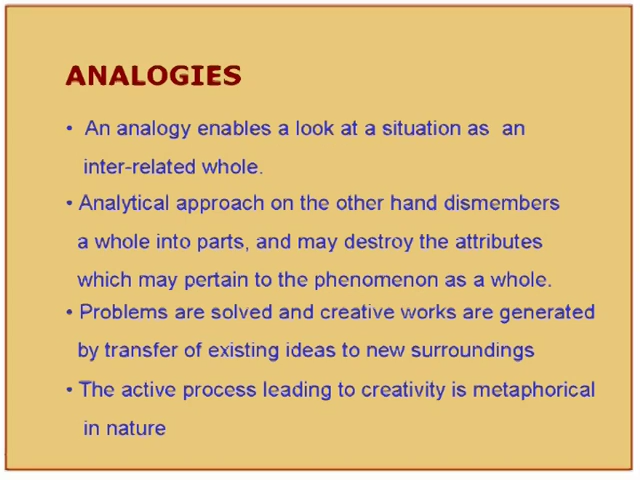 ANALOGIES
• An analogy enables a look at a situation as an
inter-related whole.
• Analytical approach on the other hand dismembers
a whole into parts, and may destroy the attributes
which may pertain to the phenomenon as a whole.
• Problems are solved and creative works are generated
by transfer of existing ideas to new surroundings
• The active process leading to creativity is metaphorical
in nature